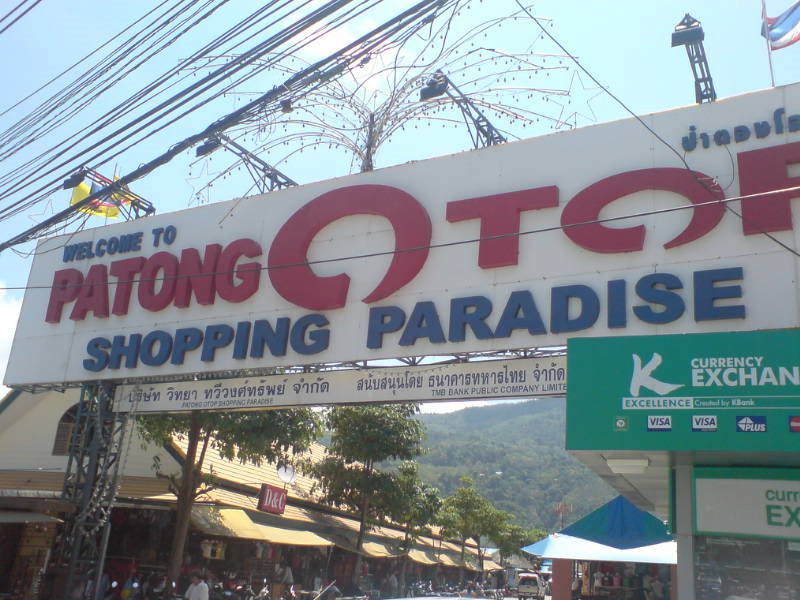 ป่าตองโอ
WELCOME TO
PATONG OTOP
SHOPPING PARADISE
บริษัท วิทยา ทวีวงศ์ทรัพย์ จำกัด
สนับสนุนโดย ธนาคารทหารไทย จำกัด
PATONG OTOP SHOPPING PARADISE
TMB BANK PUBLIC COMPANY LIMITE
CURRENCY
K EXCHAN
EXCELLENCE Created by KBank
VISA VISA PLUS
D&C
curr
EX